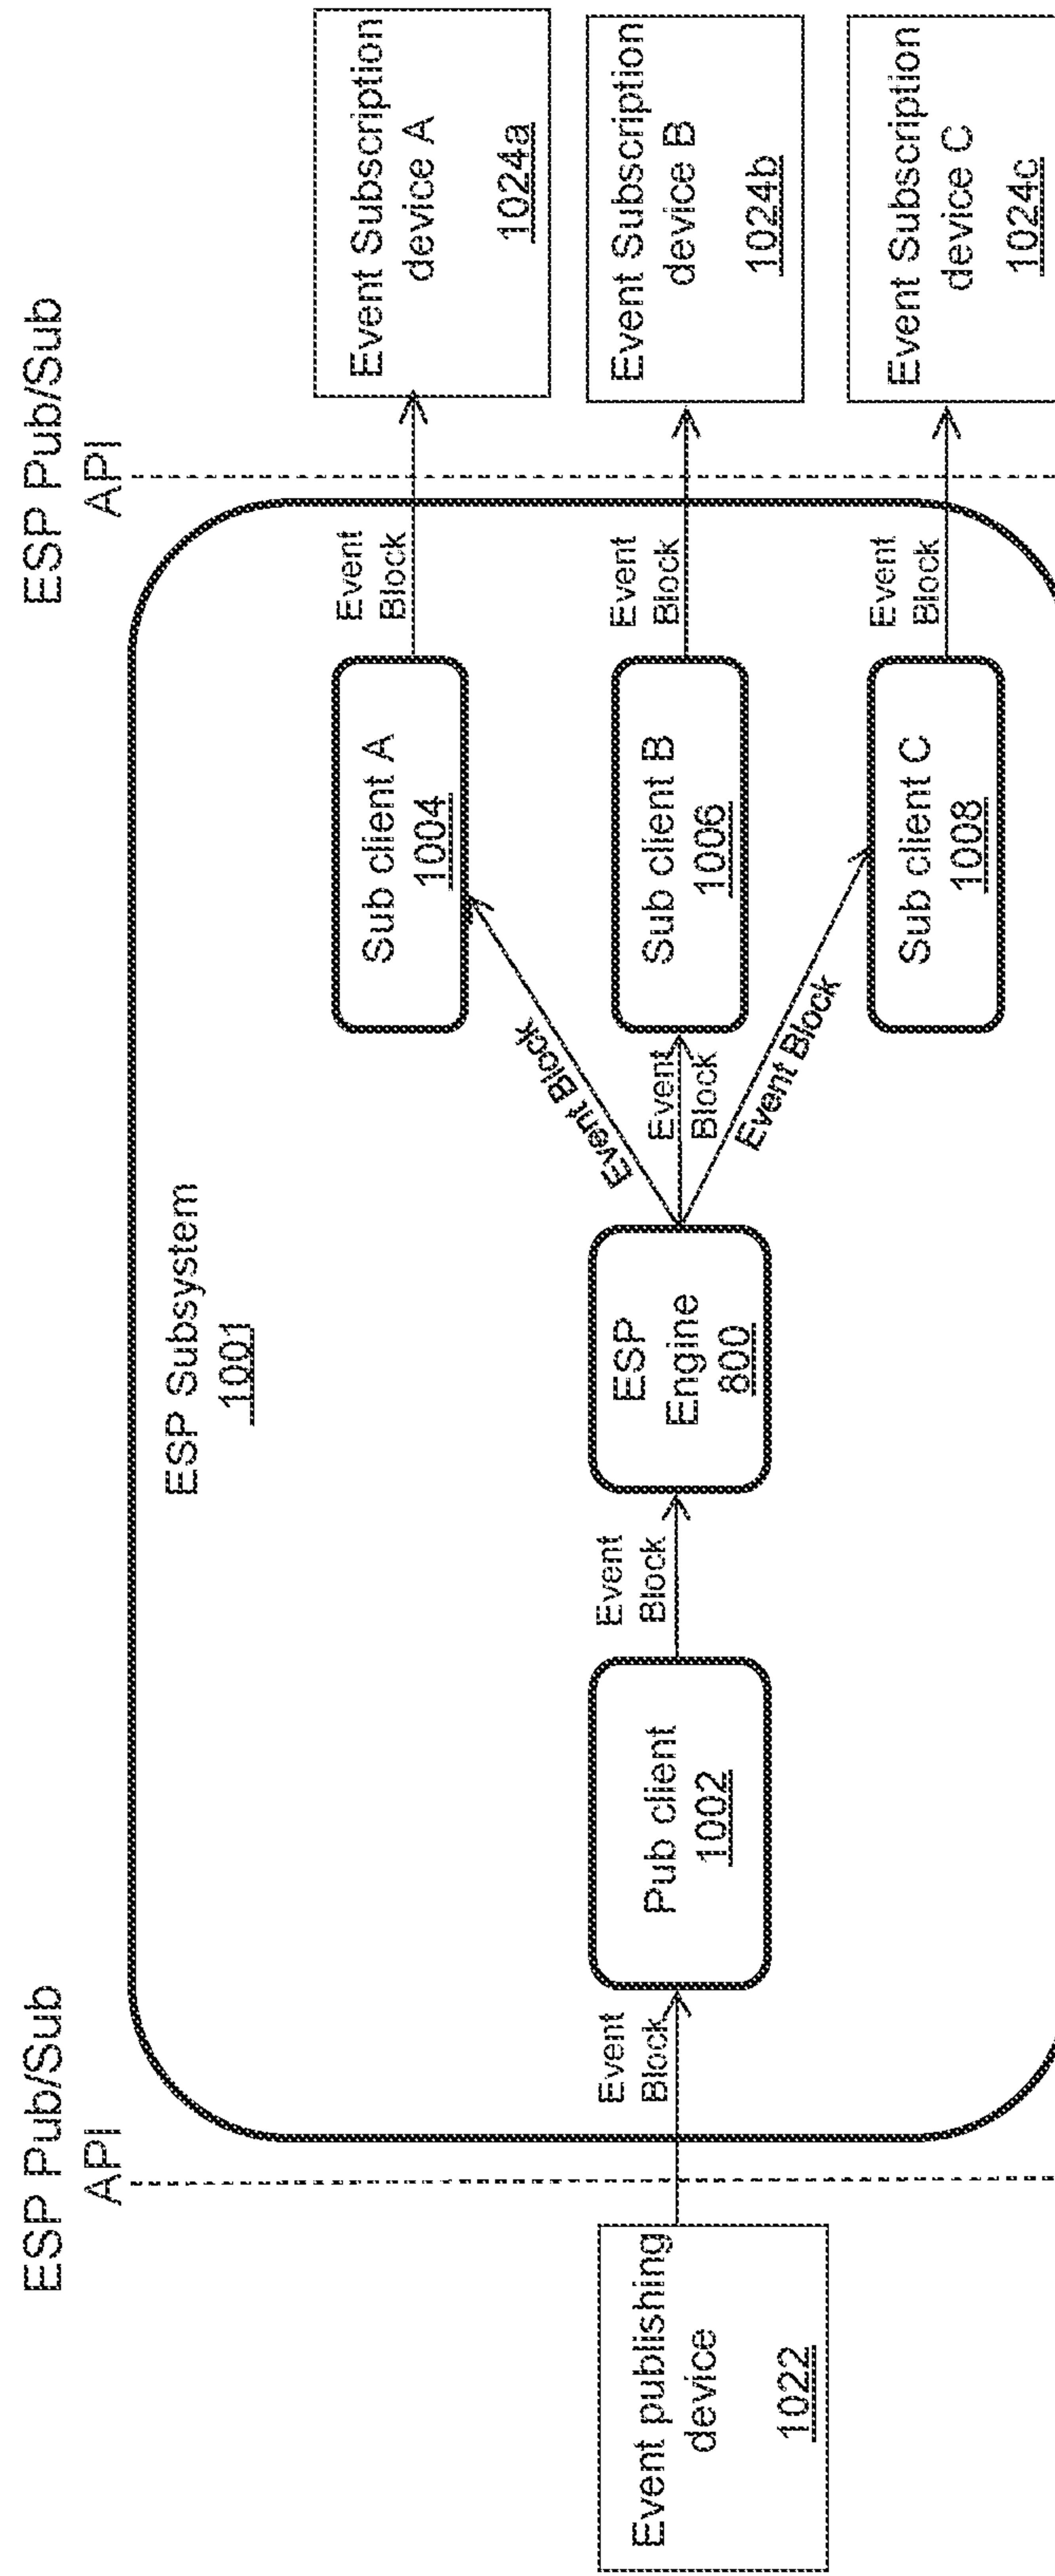 ESP Pub/Sub
API
ESP Pub/Sub
API
ESP Subsystem
1001
Event publishing
device
1022
Event
Block
Pub client
1002
Event
Block
ESP
Engine
800
Event Block
Event
Block
Event Block
Sub client A
1004
Sub client B
1006
Sub client C
1008
Event
Block
Event
Block
Event
Block
Event Subscription
device A
1024a
Event Subscription
device B
1024b
Event Subscription
device C
1024c